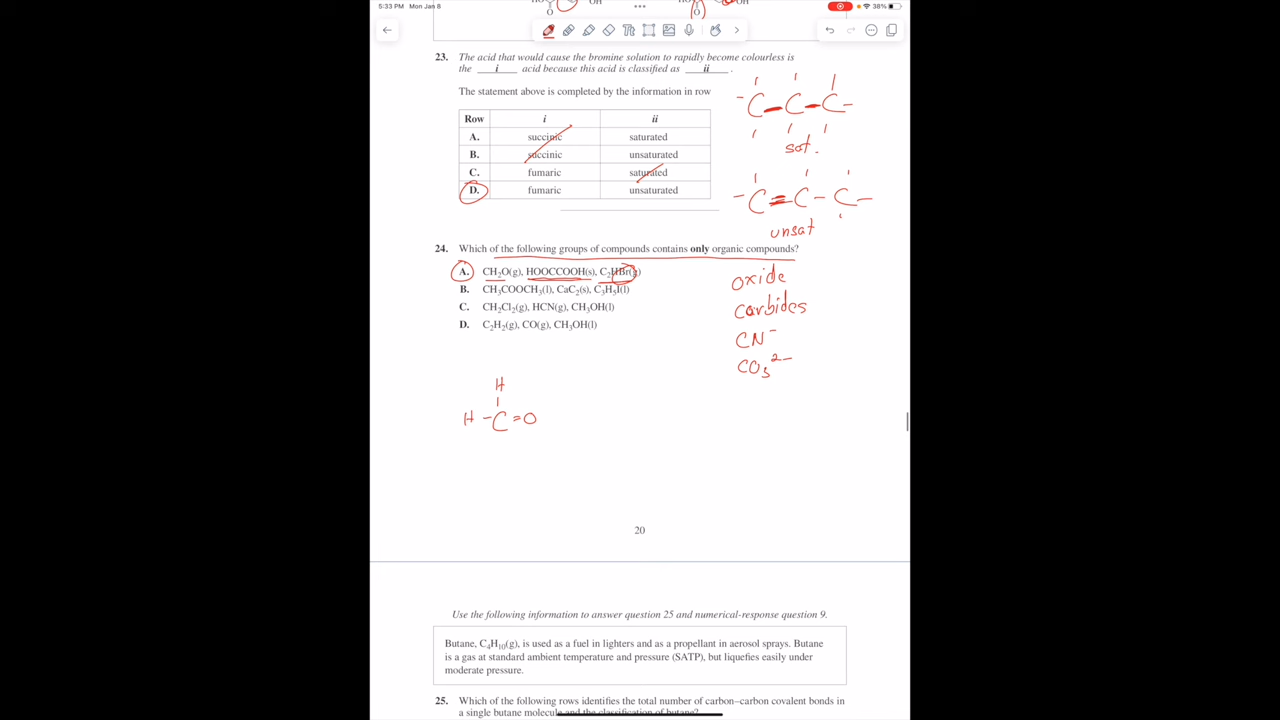 5:33 PM Mon Jan 8
38%
HO OH
O O OH
23. The acid that would cause the bromine solution to rapidly become colourless is
the i acid because this acid is classified as ii .
The statement above is completed by the information in row
Row i ii
A. succinic saturated
B. succinic unsaturated
C. fumaric saturated
D. fumaric unsaturated
C - C - C
sat.
C = C - C
unsat
24. Which of the following groups of compounds contains only organic compounds?
A. CH₂O(g), HOOCCOOH(s), C₂HBr(g)
B. CH₃COOCH₃(l), CaC₂(s), C₃H₅I(l)
C. CH₂Cl₂(g), HCN(g), CH₃OH(l)
D. C₂H₂(g), CO(g), CH₃OH(l)
oxide
carbides
CN⁻
CO₃²⁻
H
H - C = O
20
Use the following information to answer question 25 and numerical-response question 9.
Butane, C₄H₁₀(g), is used as a fuel in lighters and as a propellant in aerosol sprays. Butane
is a gas at standard ambient temperature and pressure (SATP), but liquefies easily under
moderate pressure.
25. Which of the following rows identifies the total number of carbon–carbon covalent bonds in
a single butane molecule and the classification of butane?